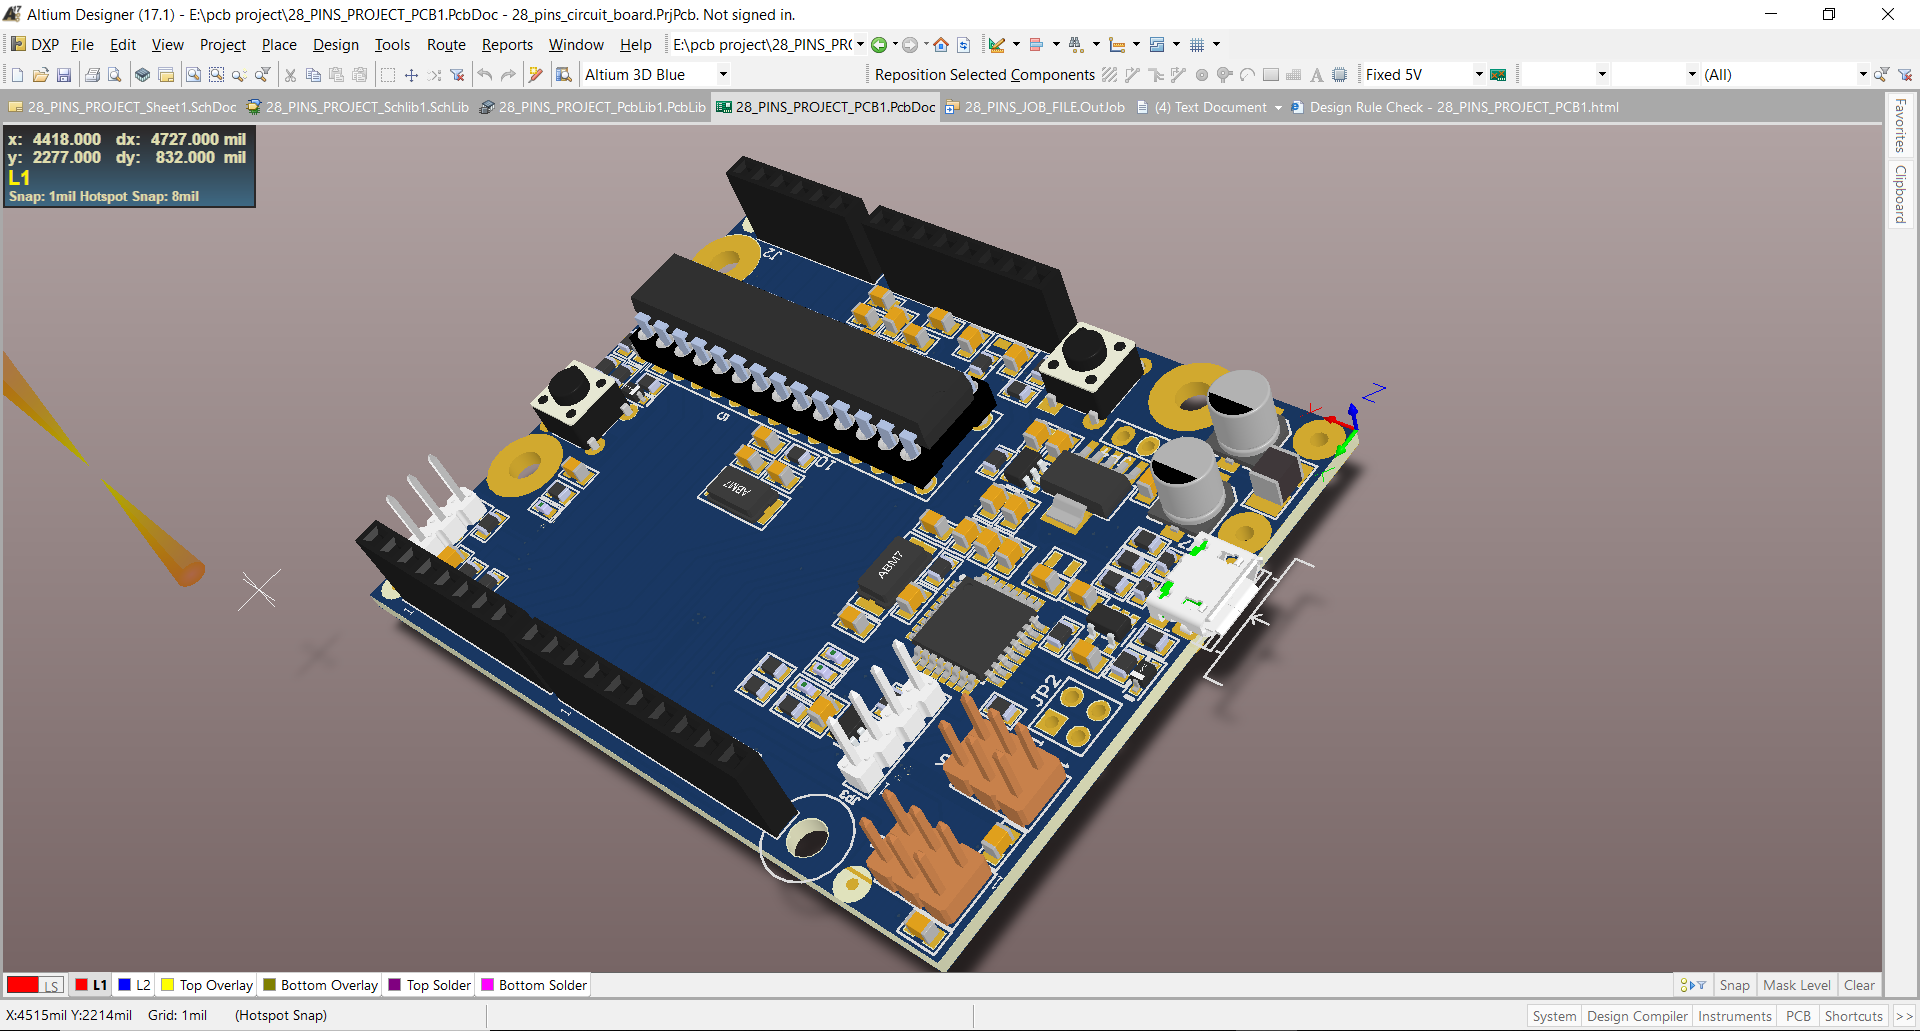 Altium Designer (17.1) - E:\pcb project\28_PINS_PROJECT_PCB1.PcbDoc - 28_pins_circuit_board.PrjPcb. Not signed in.
DXP File Edit View Project Place Design Tools Route Reports Window Help E:\pcb project\28_PINS_PR(
Altium 3D Blue Reposition Selected Components Fixed 5V (All)
28_PINS_PROJECT_Sheet1.SchDoc 28_PINS_PROJECT_Schlib1.SchLib 28_PINS_PROJECT_PcbLib1.PcbLib 28_PINS_PROJECT_PCB1.PcbDoc 28_PINS_JOB_FILE.OutJob (4) Text Document Design Rule Check - 28_PINS_PROJECT_PCB1.html
Favorites
Clipboard
x: 4418.000 dx: 4727.000 mil
y: 2277.000 dy: 832.000 mil
L1
Snap: 1mil Hotspot Snap: 8mil
J2
Z
ABM7
ABM7
JP2
JP3
LS L1 L2 Top Overlay Bottom Overlay Top Solder Bottom Solder Snap Mask Level Clear
X:4515mil Y:2214mil Grid: 1mil (Hotspot Snap) System Design Compiler Instruments PCB Shortcuts >>